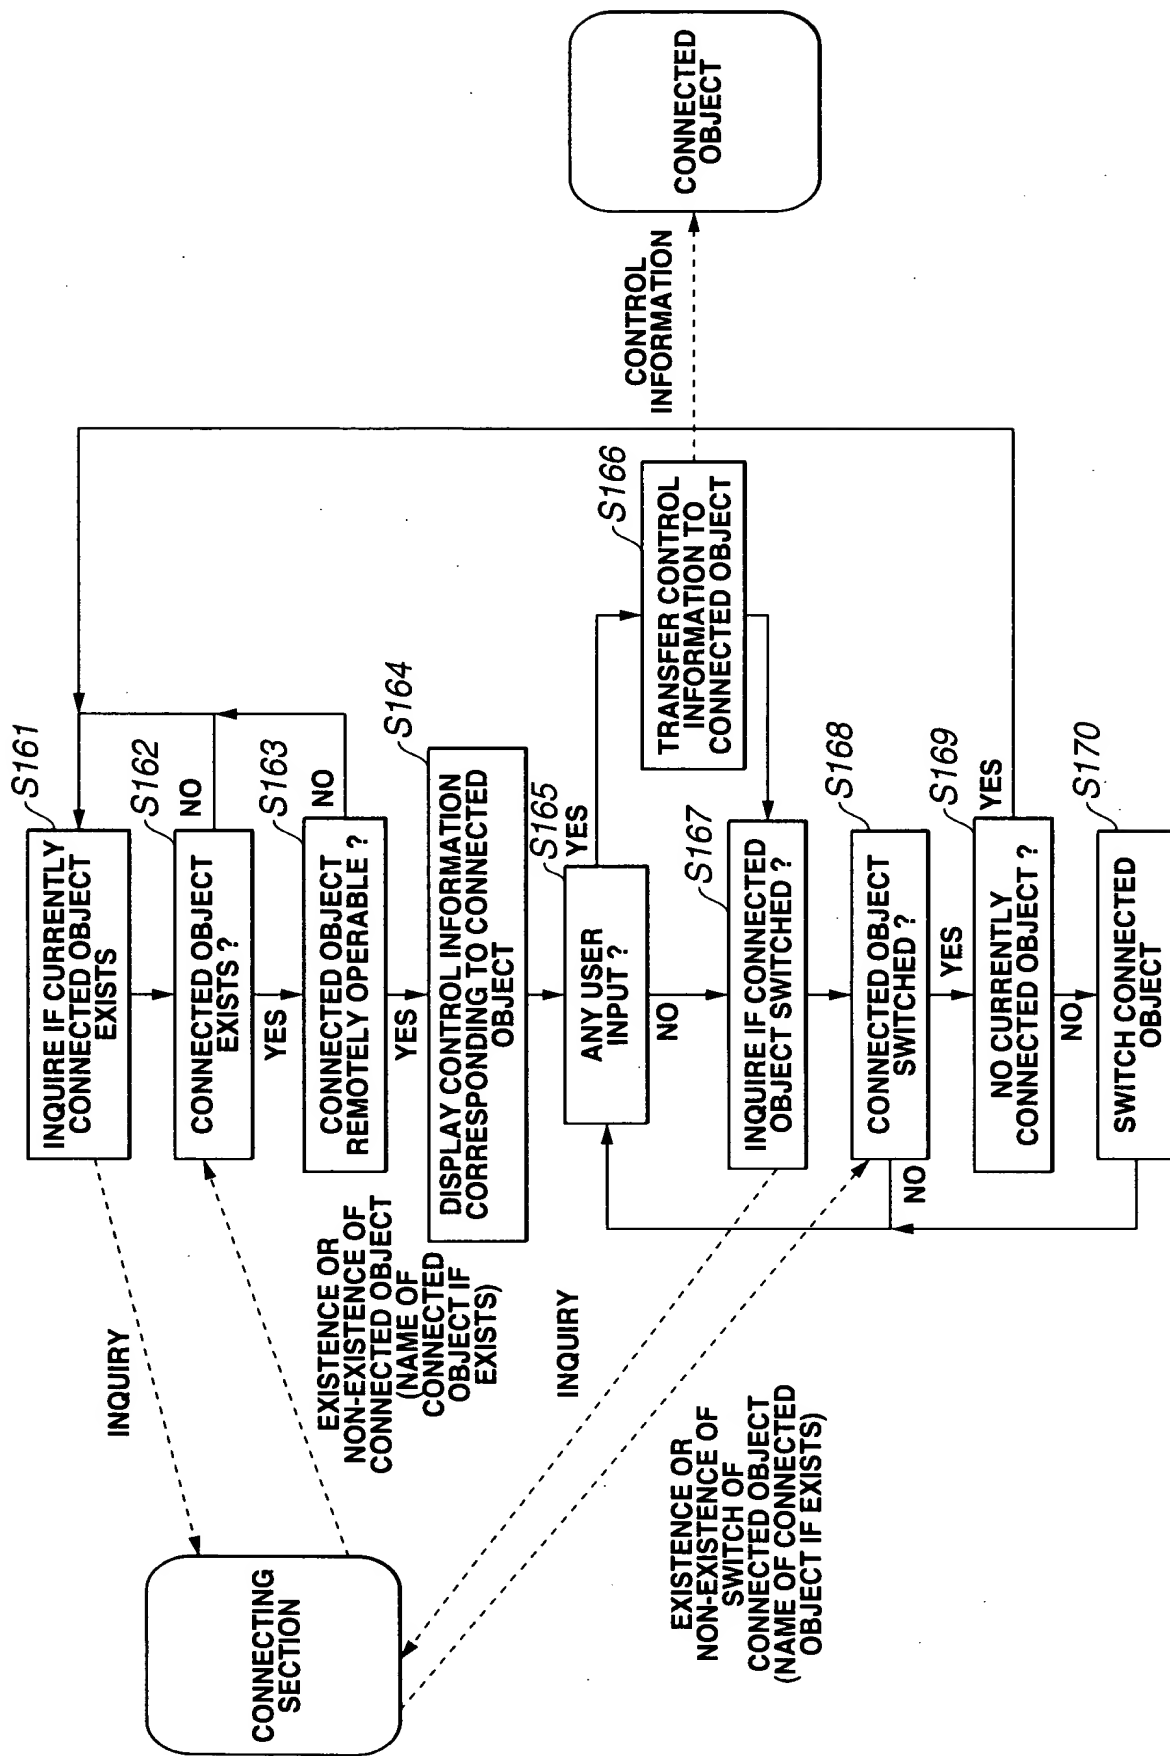 CONNECTING
SECTION
INQUIRY
EXISTENCE OR
NON-EXISTENCE OF
CONNECTED OBJECT
(NAME OF
CONNECTED
OBJECT IF
EXISTS)
INQUIRY
EXISTENCE OR
NON-EXISTENCE OF
SWITCH OF
CONNECTED OBJECT
(NAME OF CONNECTED
OBJECT IF EXISTS)
S161
INQUIRE IF CURRENTLY
CONNECTED OBJECT
EXISTS
S162
CONNECTED OBJECT
EXISTS ?
NO
YES
S163
CONNECTED OBJECT
REMOTELY OPERABLE ?
NO
YES
S164
DISPLAY CONTROL INFORMATION
CORRESPONDING TO CONNECTED
OBJECT
S165
ANY USER
INPUT ?
YES
NO
S166
TRANSFER CONTROL
INFORMATION TO
CONNECTED OBJECT
S167
INQUIRE IF CONNECTED
OBJECT SWITCHED ?
S168
CONNECTED OBJECT
SWITCHED ?
NO
YES
S169
NO CURRENTLY
CONNECTED OBJECT ?
YES
NO
S170
SWITCH CONNECTED
OBJECT
CONTROL
INFORMATION
CONNECTED
OBJECT